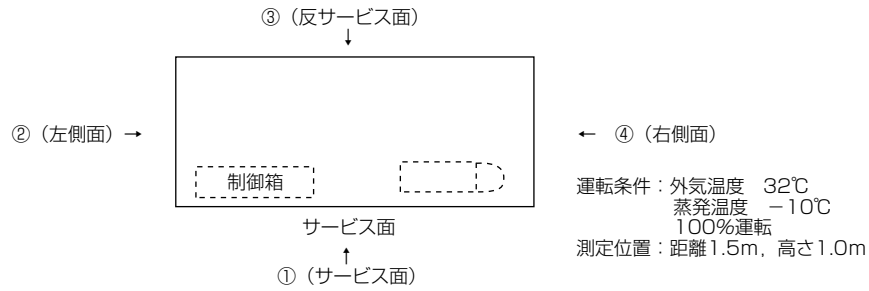 ③（反サービス面）
↓
②（左側面）→
← ④（右側面）
制御箱
サービス面
↑
①（サービス面）
運転条件：外気温度　32℃
蒸発温度　－10℃
100%運転
測定位置：距離1.5m，高さ1.0m